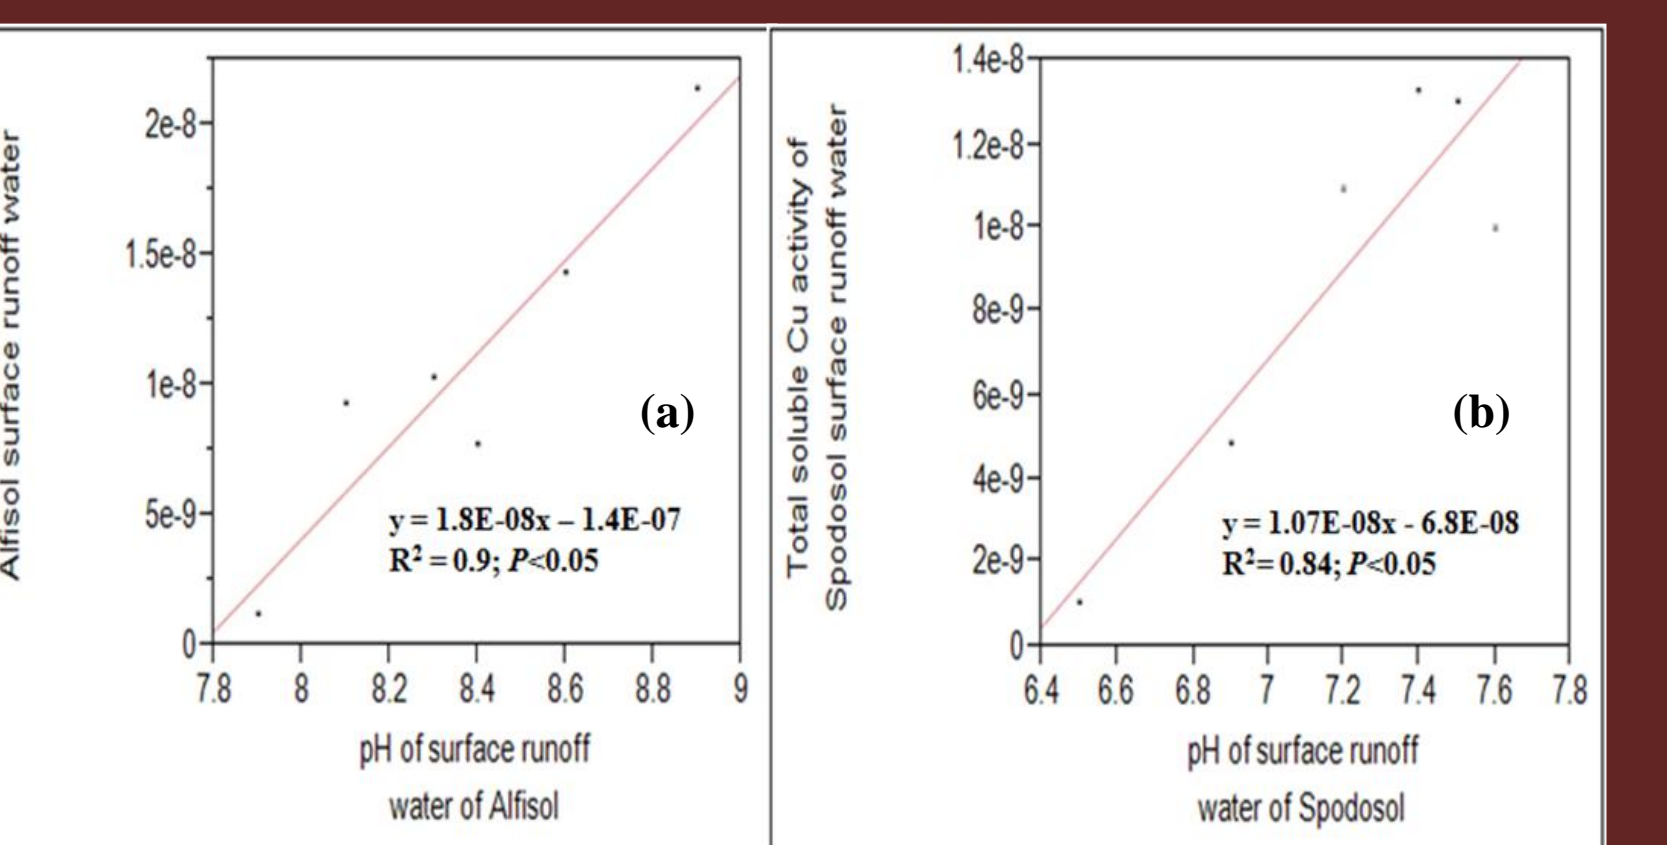 Alfisol surface runoff water
2e-8
1.5e-8
1e-8
5e-9
0
7.8 8 8.2 8.4 8.6 8.8 9
(a)
y = 1.8E-08x – 1.4E-07
R² = 0.9; P<0.05
pH of surface runoff
water of Alfisol
Total soluble Cu activity of
Spodosol surface runoff water
1.4e-8
1.2e-8
1e-8
8e-9
6e-9
4e-9
2e-9
0
6.4 6.6 6.8 7 7.2 7.4 7.6 7.8
(b)
y = 1.07E-08x - 6.8E-08
R²= 0.84; P<0.05
pH of surface runoff
water of Spodosol